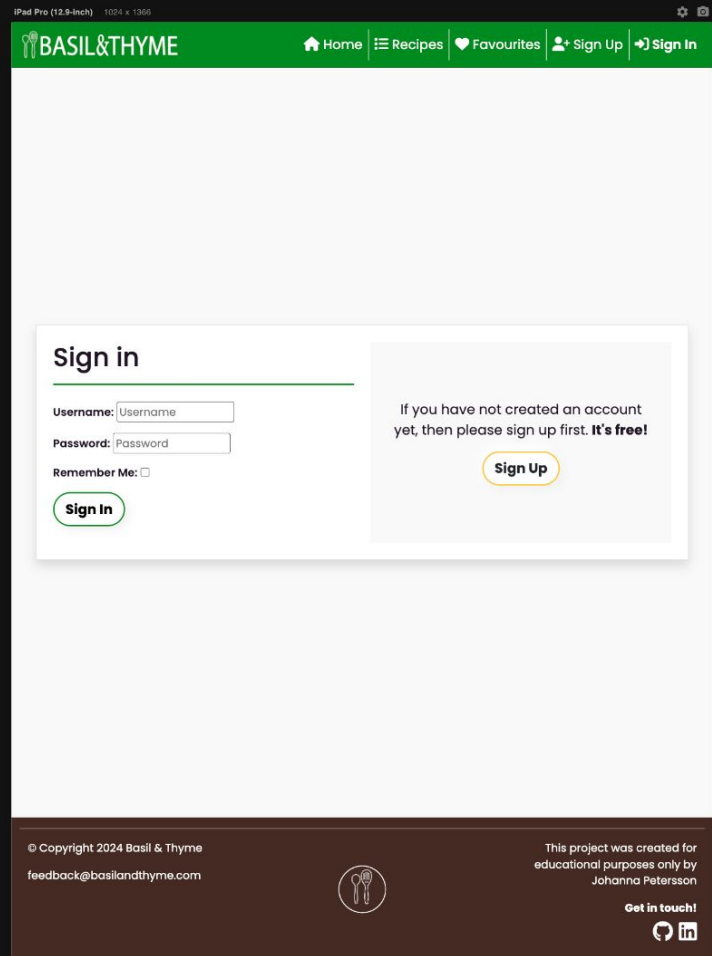 iPad Pro (12.9-inch) 1024 x 1366
BASIL&THYME
Home
Recipes
Favourites
Sign Up
Sign In
Sign in
Username: Username
Password: Password
Remember Me:
Sign In
If you have not created an account
yet, then please sign up first. It's free!
Sign Up
© Copyright 2024 Basil & Thyme
feedback@basilandthyme.com
This project was created for
educational purposes only by
Johanna Petersson
Get in touch!
in